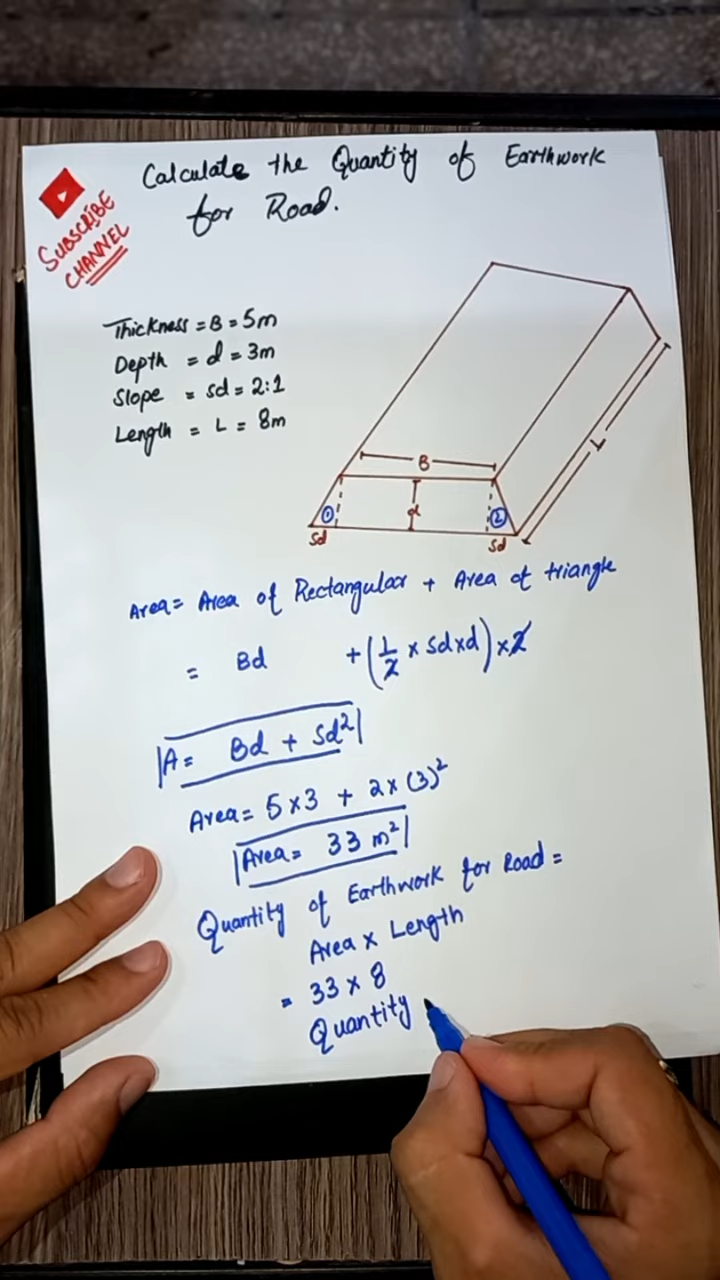 Calculate the Quantity of Earthwork
for Road.
SUBSCRIBE
CHANNEL
Thickness = B = 5m
Depth = d = 3m
Slope = sd = 2:1
Length = L = 8m
B
L
① d ②
Sd Sd
Area = Area of Rectangular + Area of triangle
= Bd + (1/2 × Sd×d) × 2
A = Bd + Sd²
Area = 5×3 + 2×(3)²
Area = 33 m²
Quantity of Earthwork for Road =
Area × Length
= 33 × 8
Quantity